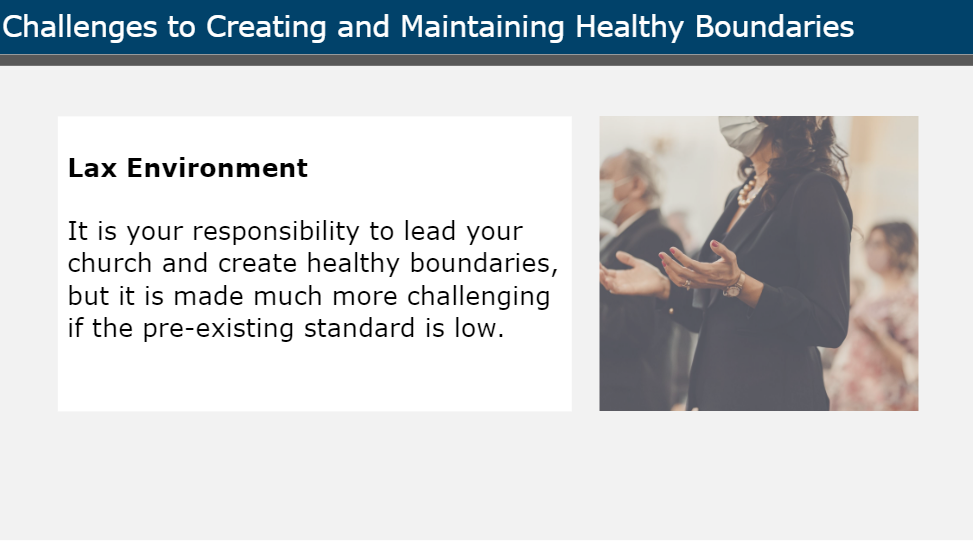 Challenges to Creating and Maintaining Healthy Boundaries
Lax Environment
It is your responsibility to lead your
church and create healthy boundaries,
but it is made much more challenging
if the pre-existing standard is low.